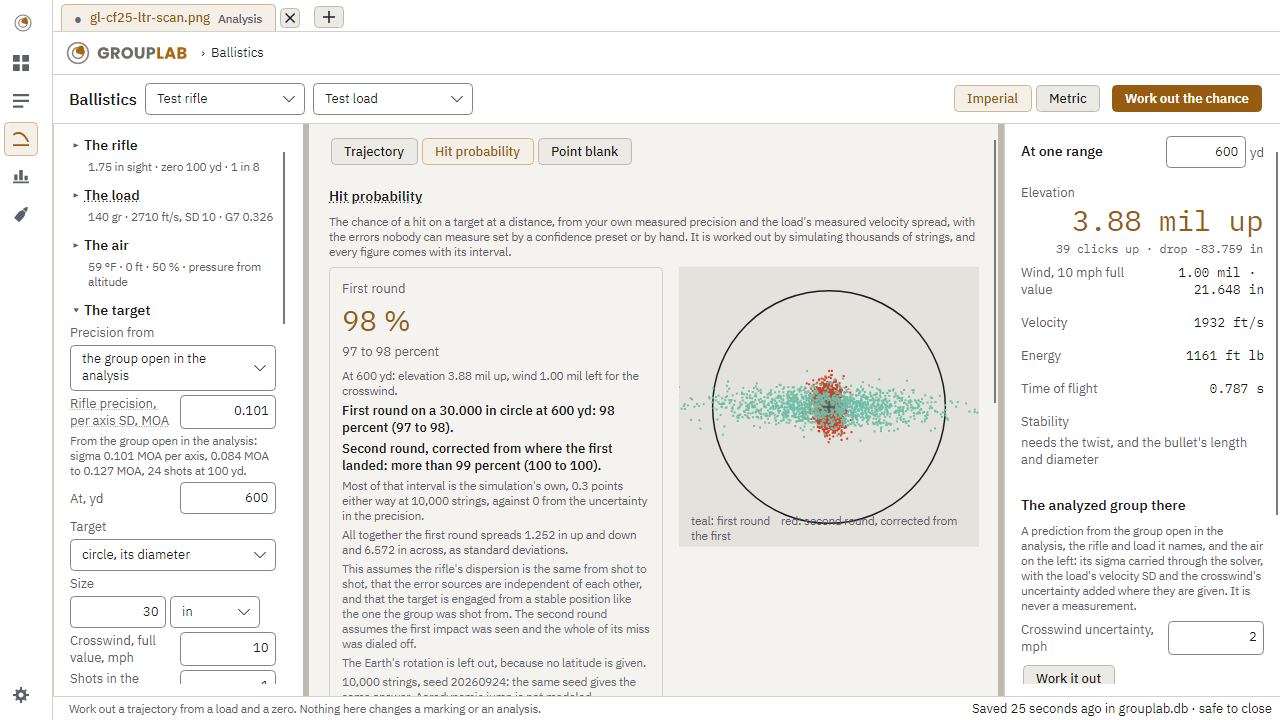 gl-cf25-ltr-scan.png Analysis
GROUPLAB › Ballistics
Ballistics
Test rifle
Test load
Imperial
Metric
Work out the chance
The rifle
1.75 in sight · zero 100 yd · 1 in 8
The load
140 gr · 2710 ft/s, SD 10 · G7 0.326
The air
59 °F · 0 ft · 50 % · pressure from
altitude
The target
Precision from
the group open in the
analysis
Rifle precision,
per axis SD, MOA
0.101
From the group open in the analysis:
sigma 0.101 MOA per axis, 0.084 MOA
to 0.127 MOA, 24 shots at 100 yd.
At, yd
600
Target
circle, its diameter
Size
30
in
Crosswind, full
value, mph
10
Shots in the
Trajectory
Hit probability
Point blank
Hit probability
The chance of a hit on a target at a distance, from your own measured precision and the load's measured velocity spread, with
the errors nobody can measure set by a confidence preset or by hand. It is worked out by simulating thousands of strings, and
every figure comes with its interval.
First round
98 %
97 to 98 percent
At 600 yd: elevation 3.88 mil up, wind 1.00 mil left for the
crosswind.
First round on a 30.000 in circle at 600 yd: 98
percent (97 to 98).
Second round, corrected from where the first
landed: more than 99 percent (100 to 100).
Most of that interval is the simulation's own, 0.3 points
either way at 10,000 strings, against 0 from the uncertainty
in the precision.
All together the first round spreads 1.252 in up and down
and 6.572 in across, as standard deviations.
This assumes the rifle's dispersion is the same from shot to
shot, that the error sources are independent of each other,
and that the target is engaged from a stable position like
the one the group was shot from. The second round
assumes the first impact was seen and the whole of its miss
was dialed off.
The Earth's rotation is left out, because no latitude is given.
10,000 strings, seed 20260924: the same seed gives the
teal: first round red: second round, corrected from
the first
At one range
600 yd
Elevation
3.88 mil up
39 clicks up · drop -83.759 in
Wind, 10 mph full
value
1.00 mil ·
21.648 in
Velocity
1932 ft/s
Energy
1161 ft lb
Time of flight
0.787 s
Stability
needs the twist, and the bullet's length
and diameter
The analyzed group there
A prediction from the group open in the
analysis, the rifle and load it names, and the air
on the left: its sigma carried through the solver,
with the load's velocity SD and the crosswind's
uncertainty added where they are given. It is
never a measurement.
Crosswind uncertainty,
mph
2
Work it out
Work out a trajectory from a load and a zero. Nothing here changes a marking or an analysis.
Saved 25 seconds ago in grouplab.db · safe to close